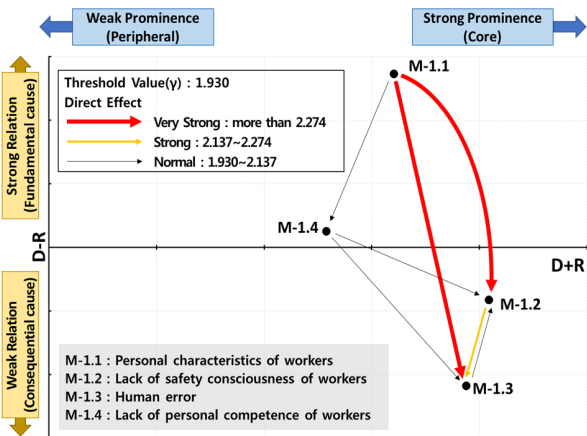 Weak Prominence
(Peripheral)
Strong Prominence
(Core)
Strong Relation
(Fundamental cause)
Weak Relation
(Consequential cause)
D-R
D+R
Threshold Value(γ) : 1.930
Direct Effect
Very Strong : more than 2.274
Strong : 2.137~2.274
Normal : 1.930~2.137
M-1.1
M-1.4
M-1.2
M-1.3
M-1.1 : Personal characteristics of workers
M-1.2 : Lack of safety consciousness of workers
M-1.3 : Human error
M-1.4 : Lack of personal competence of workers